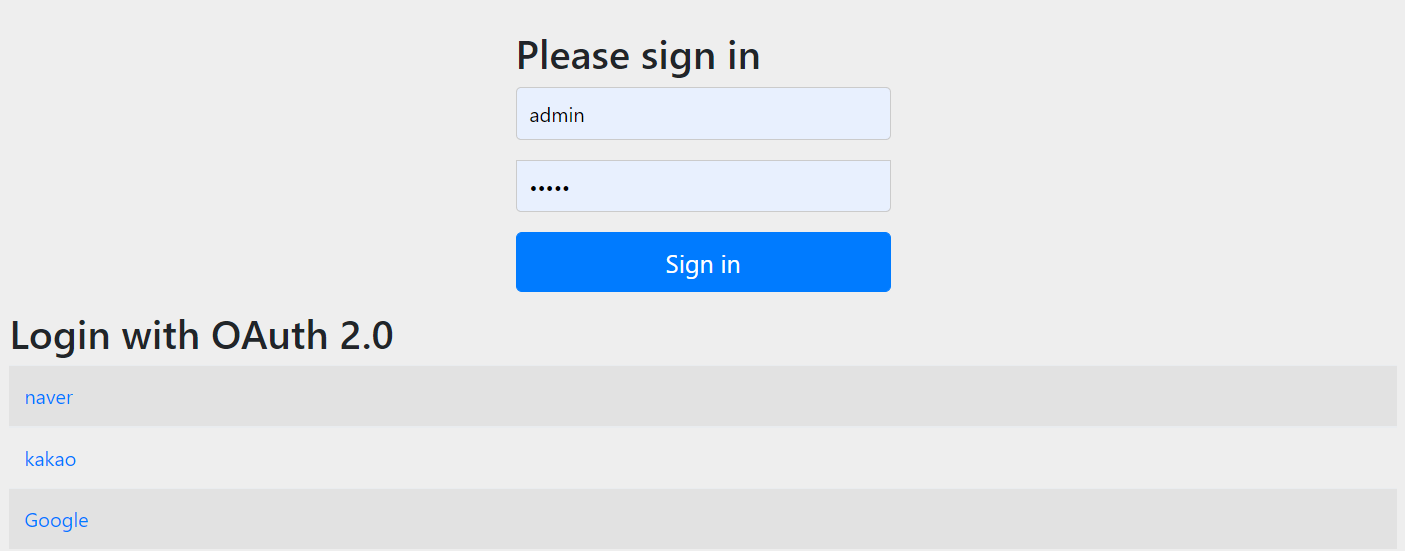 Please sign in
admin
•••••
Sign in
Login with OAuth 2.0
naver
kakao
Google